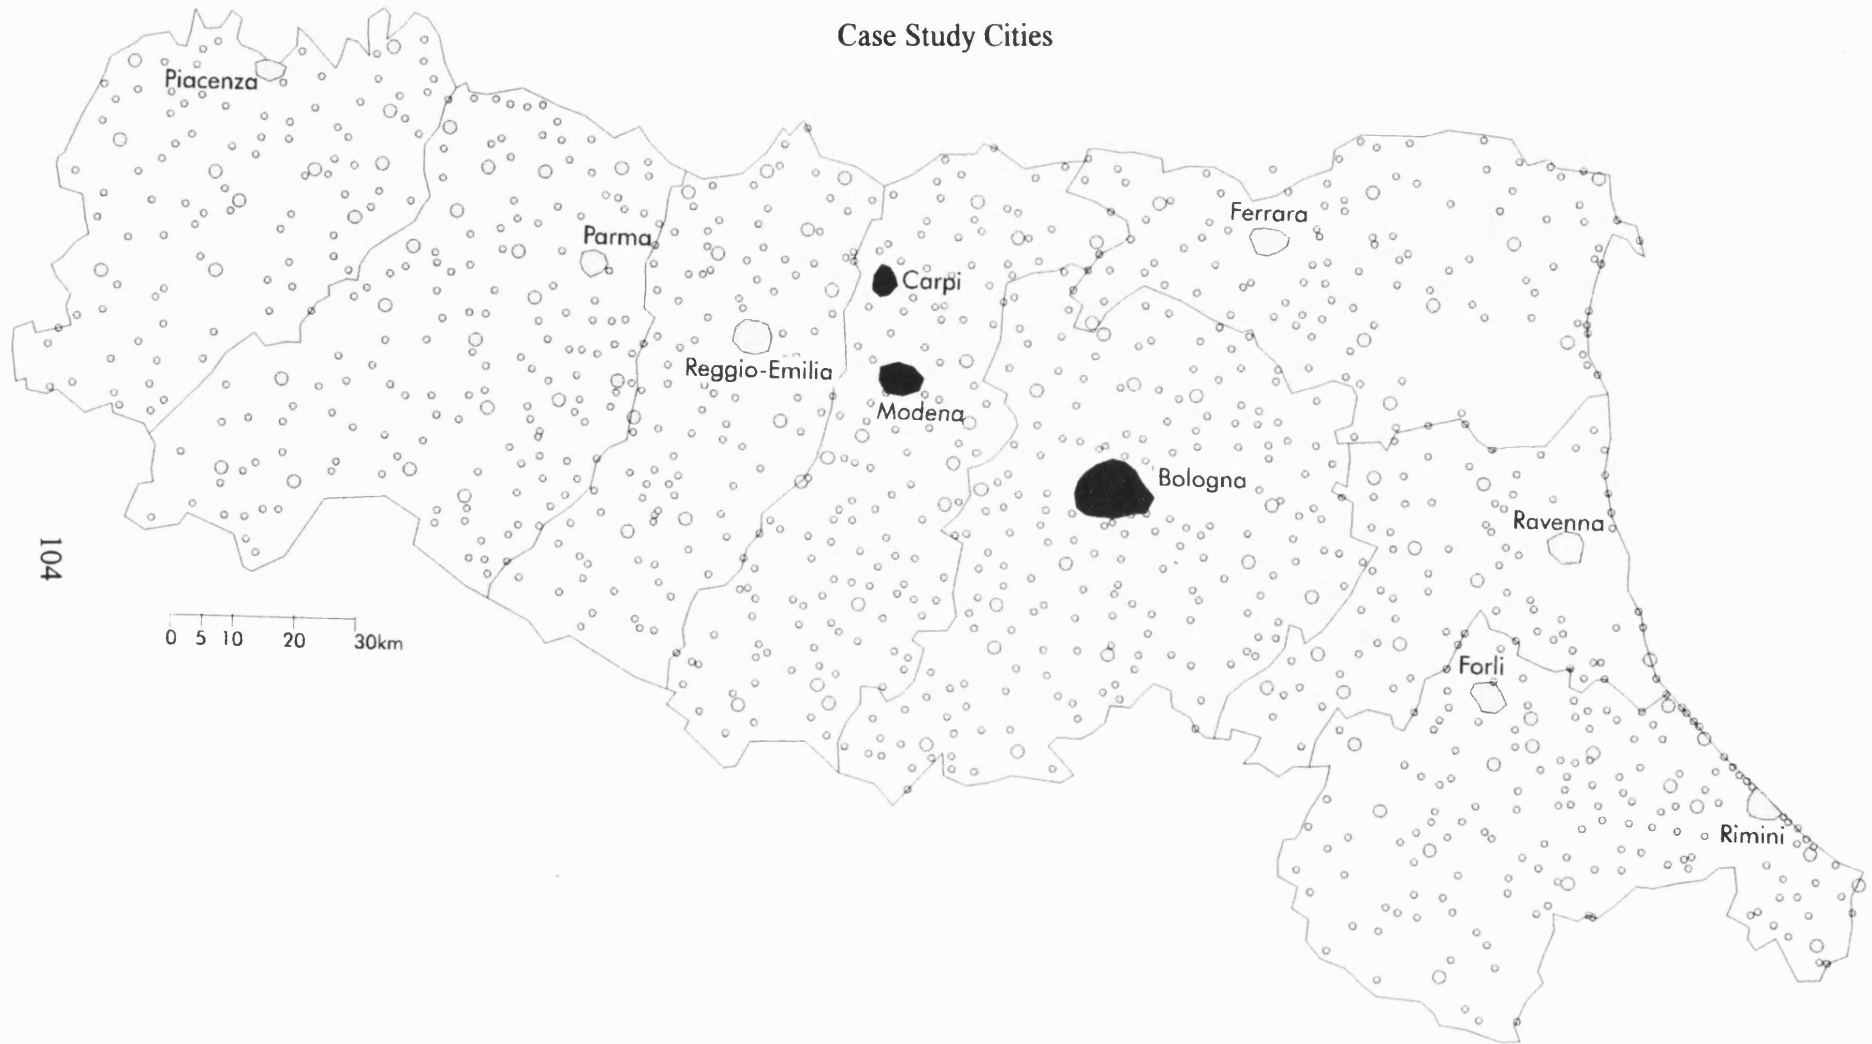 Case Study Cities
Piacenza
Parma
Ferrara
Carpi
Reggio-Emilia
Modena
Bologna
Ravenna
104
0 5 10 20 30km
Forli
Rimini